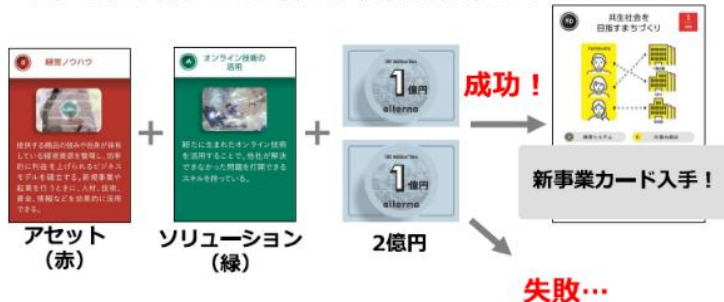 共生社会を
目指すまちづくり
1
経営ノウハウ
提供する商品の強みや自身が保有
している経営資源を整理し、効率
的に利益を上げられるビジネス
モデルを確立する。新規事業や
起業を行うときに、人材、技術、
資金、情報などを効果的に活用
できる。
オンライン技術の
活用
新たに生まれたオンライン技術
を活用することで、他社が解決
できなかった問題を打開できる
スキルを持っている。
+
+
+
1億円
alterna
1億円
alterna
成功！
新事業カード入手！
アセット
（赤）
ソリューション
（緑）
2億円
失敗…